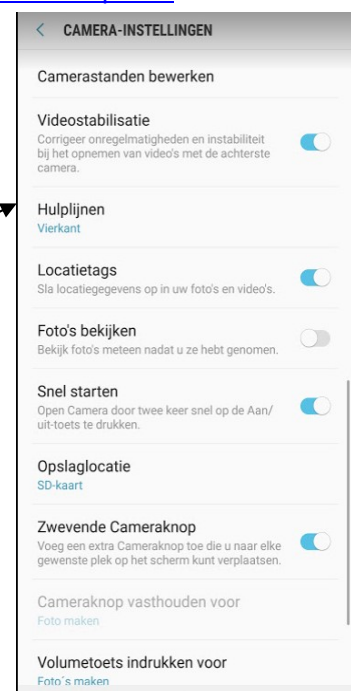 CAMERA-INSTELLINGEN
Camerastanden bewerken
Videostabilisatie
Corrigeer onregelmatigheden en instabiliteit
bij het opnemen van video's met de achterste
camera.
Hulplijnen
Vierkant
Locatietags
Sla locatiegegevens op in uw foto's en video's.
Foto's bekijken
Bekijk foto's meteen nadat u ze hebt genomen.
Snel starten
Open Camera door twee keer snel op de Aan/
uit-toets te drukken.
Opslaglocatie
SD-kaart
Zwevende Cameraknop
Voeg een extra Cameraknop toe die u naar elke
gewenste plek op het scherm kunt verplaatsen.
Cameraknop vasthouden voor
Foto maken
Volumetoets indrukken voor
Foto´s maken